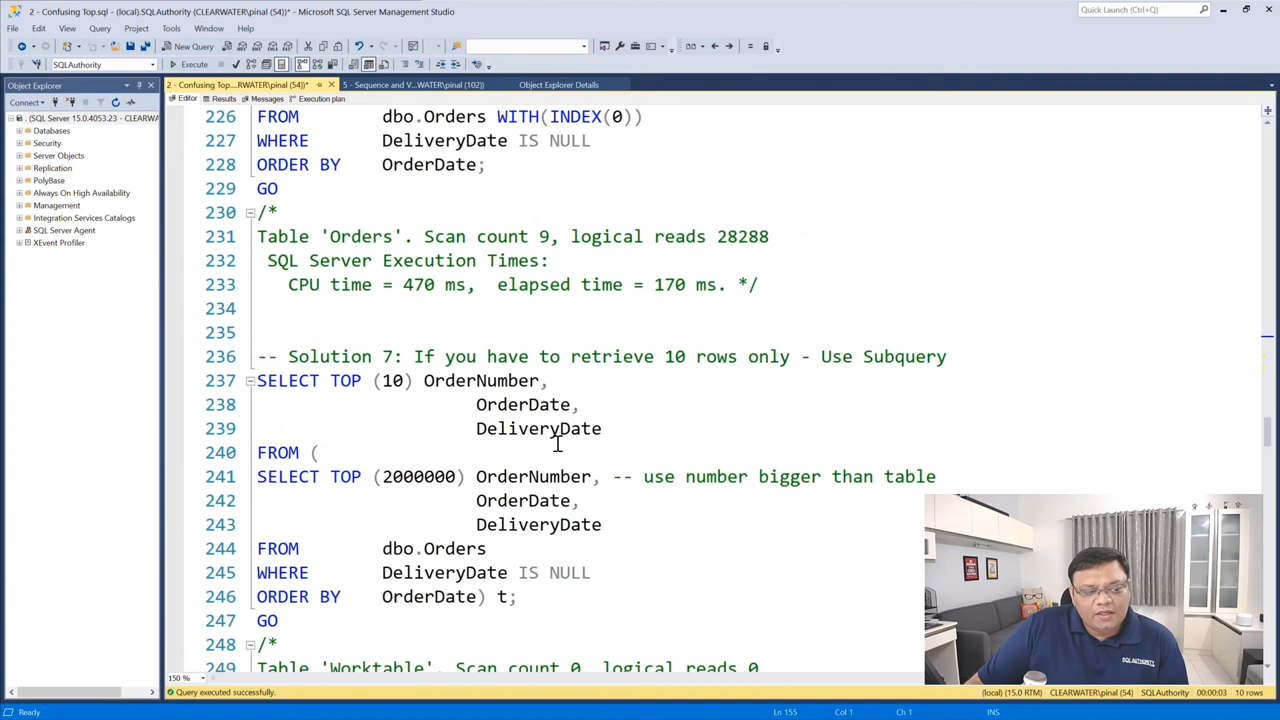 2 - Confusing Top.sql - (local).SQLAuthority (CLEARWATER\pinal (54))* - Microsoft SQL Server Management Studio
Quick Launch (Ctrl+Q)
File Edit View Query Project Tools Window Help
New Query
SQLAuthority Execute
Object Explorer
2 - Confusing Top....RWATER\pinal (54))*
5 - Sequence and V...WATER\pinal (102))
Object Explorer Details
Connect
Editor Results Messages Execution plan
. (SQL Server 15.0.4053.23 - CLEARWA
Databases
Security
Server Objects
Replication
PolyBase
Always On High Availability
Management
Integration Services Catalogs
SQL Server Agent
XEvent Profiler
226 FROM dbo.Orders WITH(INDEX(0))
227 WHERE DeliveryDate IS NULL
228 ORDER BY OrderDate;
229 GO
230 /*
231 Table 'Orders'. Scan count 9, logical reads 28288
232 SQL Server Execution Times:
233 CPU time = 470 ms, elapsed time = 170 ms. */
234
235
236 -- Solution 7: If you have to retrieve 10 rows only - Use Subquery
237 SELECT TOP (10) OrderNumber,
238 OrderDate,
239 DeliveryDate
240 FROM (
241 SELECT TOP (2000000) OrderNumber, -- use number bigger than table
242 OrderDate,
243 DeliveryDate
244 FROM dbo.Orders
245 WHERE DeliveryDate IS NULL
246 ORDER BY OrderDate) t;
247 GO
248 /*
249 Table 'Worktable'. Scan count 0, logical reads 0
SQLAUTHORITY
150 %
Query executed successfully.
(local) (15.0 RTM) CLEARWATER\pinal (54) SQLAuthority 00:00:03 10 rows
Ready Ln 155 Col 1 Ch 1 INS